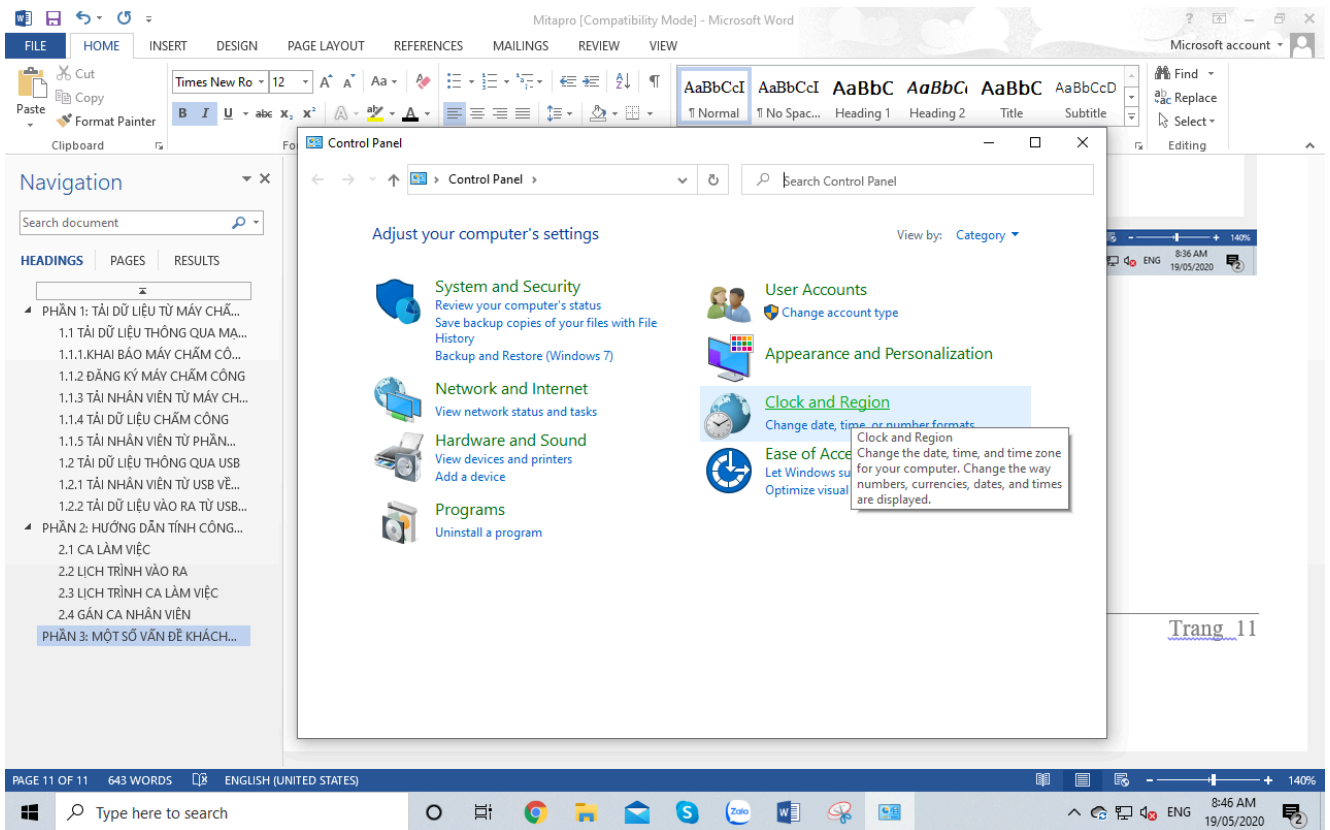 Mitapro [Compatibility Mode] - Microsoft Word
FILE HOME INSERT DESIGN PAGE LAYOUT REFERENCES MAILINGS REVIEW VIEW Microsoft account
Paste
Cut
Copy
Format Painter
Clipboard
Times New Ro 12
Aa
B I U abc
AaBbCcI AaBbCcI AaBbC AaBbC AaBbC AaBbCcD
¶ Normal ¶ No Spac... Heading 1 Heading 2 Title Subtitle
Find
Replace
Select
Editing
Navigation
Search document
HEADINGS PAGES RESULTS
PHẦN 1: TẢI DỮ LIỆU TỪ MÁY CHẤ...
1.1 TẢI DỮ LIỆU THÔNG QUA MẠ...
1.1.1.KHAI BÁO MÁY CHẤM CÔ...
1.1.2 ĐĂNG KÝ MÁY CHẤM CÔNG
1.1.3 TẢI NHÂN VIÊN TỪ MÁY CH...
1.1.4 TẢI DỮ LIỆU CHẤM CÔNG
1.1.5 TẢI NHÂN VIÊN TỪ PHẦN...
1.2 TẢI DỮ LIỆU THÔNG QUA USB
1.2.1 TẢI NHÂN VIÊN TỪ USB VỀ...
1.2.2 TẢI DỮ LIỆU VÀO RA TỪ USB...
PHẦN 2: HƯỚNG DẪN TÍNH CÔNG...
2.1 CA LÀM VIỆC
2.2 LỊCH TRÌNH VÀO RA
2.3 LỊCH TRÌNH CA LÀM VIỆC
2.4 GÁN CA NHÂN VIÊN
PHẦN 3: MỘT SỐ VẤN ĐỀ KHÁCH...
Control Panel
Control Panel
Search Control Panel
Adjust your computer's settings
View by: Category
System and Security
Review your computer's status
Save backup copies of your files with File
History
Backup and Restore (Windows 7)
Network and Internet
View network status and tasks
Hardware and Sound
View devices and printers
Add a device
Programs
Uninstall a program
User Accounts
Change account type
Appearance and Personalization
Clock and Region
Change date, time, or number formats
Ease of Acce
Let Windows su
Optimize visual
Clock and Region
Change the date, time, and time zone
for your computer. Change the way
numbers, currencies, dates, and times
are displayed.
140%
ENG 8:36 AM
19/05/2020
2
Trang 11
PAGE 11 OF 11 643 WORDS ENGLISH (UNITED STATES) 140%
Type here to search
Zalo
ENG 8:46 AM
19/05/2020
2